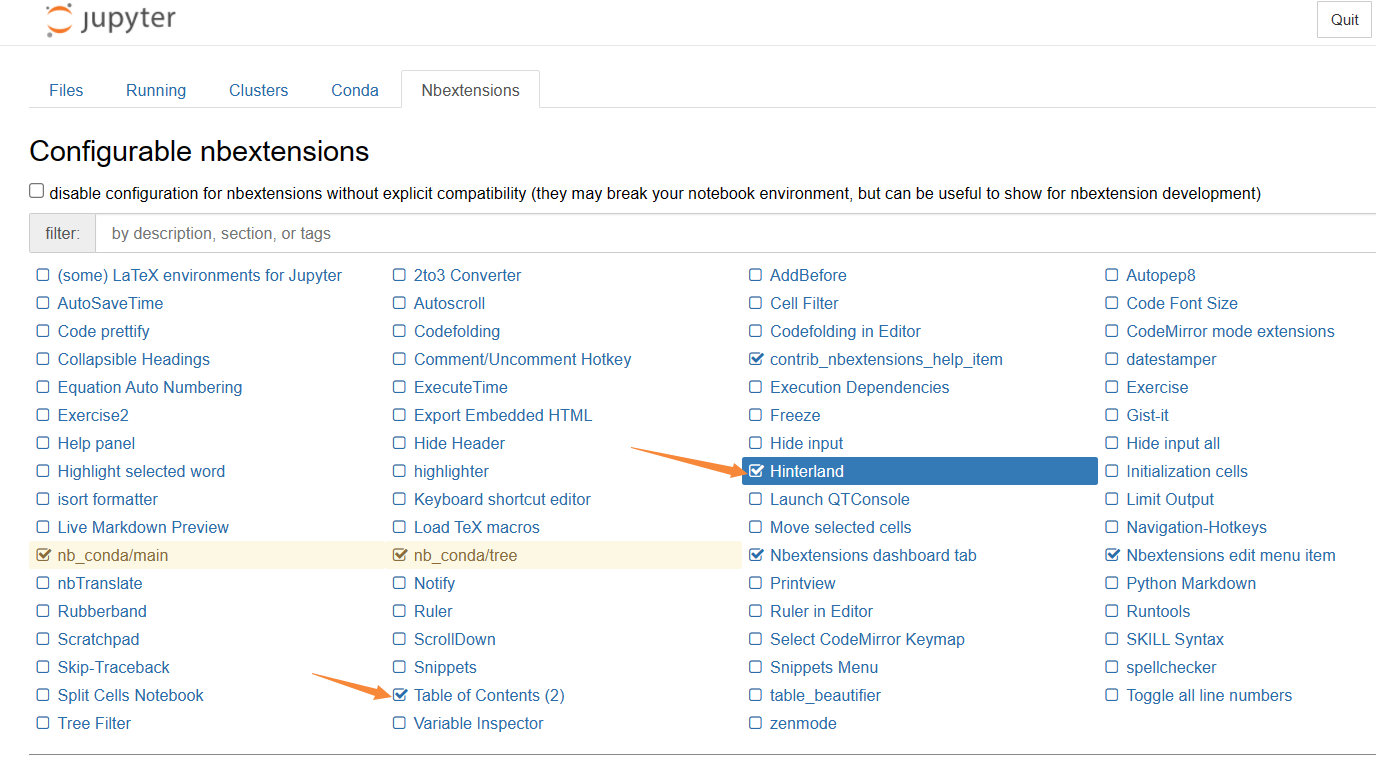 jupyter Quit
Files Running Clusters Conda Nbextensions
Configurable nbextensions
disable configuration for nbextensions without explicit compatibility (they may break your notebook environment, but can be useful to show for nbextension development)
filter: by description, section, or tags
(some) LaTeX environments for Jupyter 2to3 Converter AddBefore Autopep8
AutoSaveTime Autoscroll Cell Filter Code Font Size
Code prettify Codefolding Codefolding in Editor CodeMirror mode extensions
Collapsible Headings Comment/Uncomment Hotkey contrib_nbextensions_help_item datestamper
Equation Auto Numbering ExecuteTime Execution Dependencies Exercise
Exercise2 Export Embedded HTML Freeze Gist-it
Help panel Hide Header Hide input Hide input all
Highlight selected word highlighter Hinterland Initialization cells
isort formatter Keyboard shortcut editor Launch QTConsole Limit Output
Live Markdown Preview Load TeX macros Move selected cells Navigation-Hotkeys
nb_conda/main nb_conda/tree Nbextensions dashboard tab Nbextensions edit menu item
nbTranslate Notify Printview Python Markdown
Rubberband Ruler Ruler in Editor Runtools
Scratchpad ScrollDown Select CodeMirror Keymap SKILL Syntax
Skip-Traceback Snippets Snippets Menu spellchecker
Split Cells Notebook Table of Contents (2) table_beautifier Toggle all line numbers
Tree Filter Variable Inspector zenmode